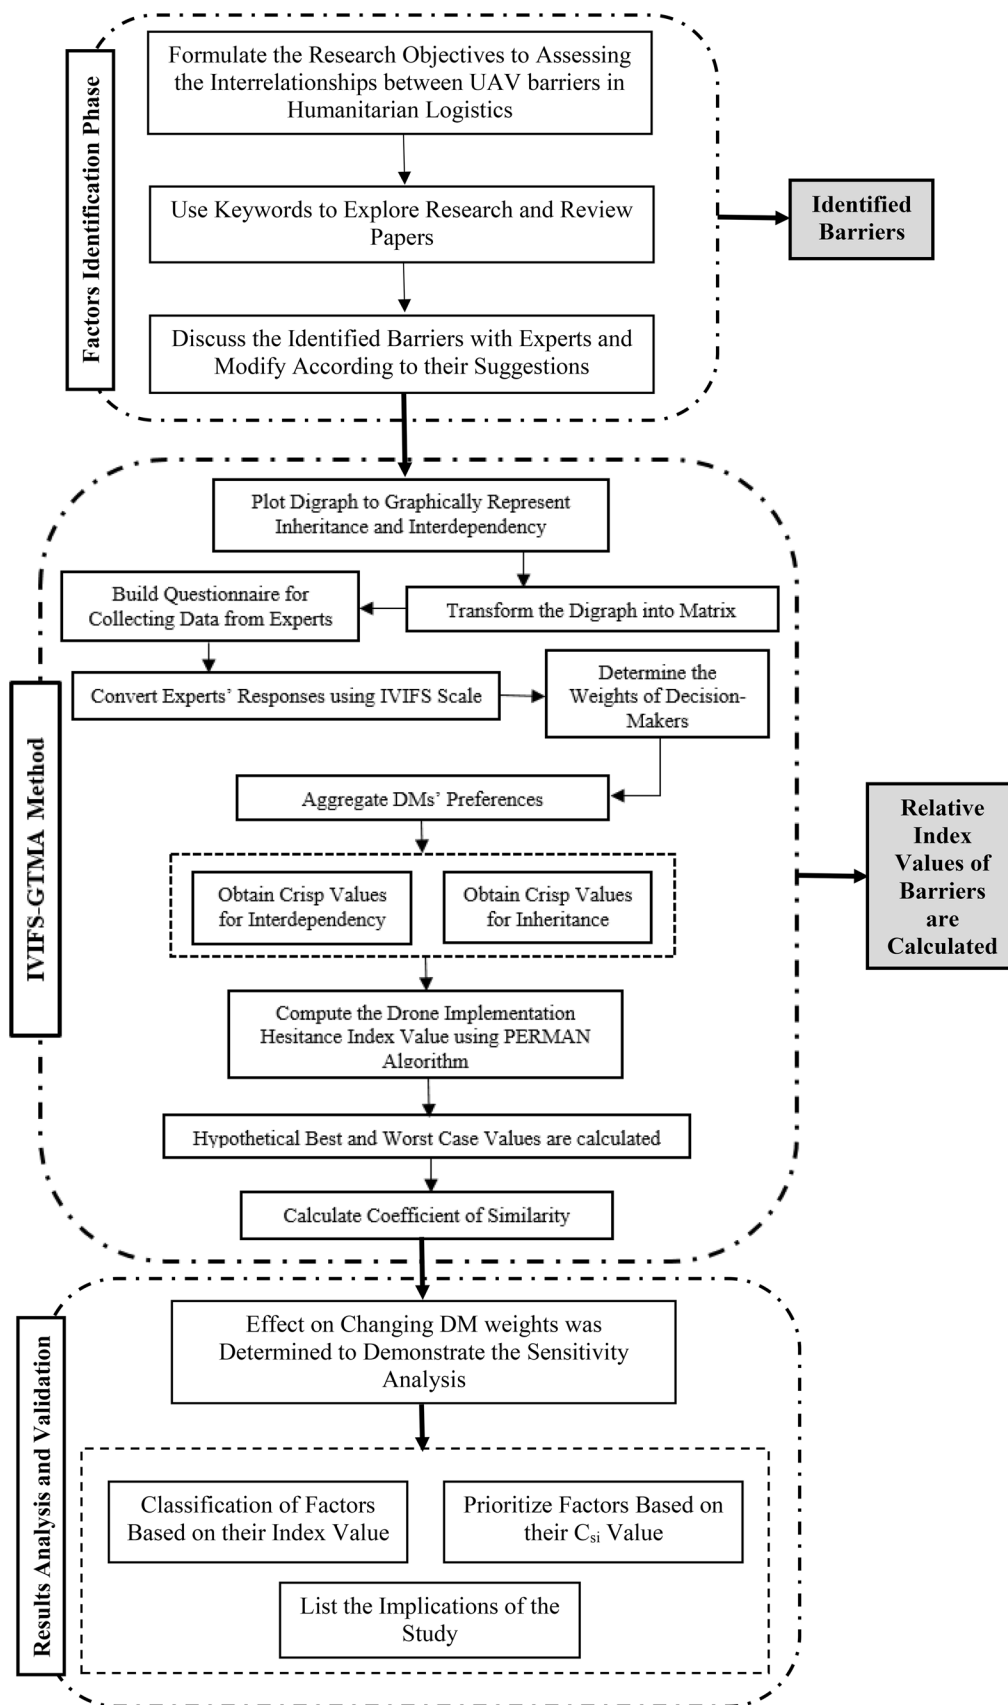 Factors Identification Phase
Formulate the Research Objectives to Assessing
the Interrelationships between UAV barriers in
Humanitarian Logistics
Use Keywords to Explore Research and Review
Papers
Discuss the Identified Barriers with Experts and
Modify According to their Suggestions
Identified
Barriers
IVIFS-GTMA Method
Plot Digraph to Graphically Represent
Inheritance and Interdependency
Transform the Digraph into Matrix
Build Questionnaire for
Collecting Data from Experts
Convert Experts’ Responses using IVIFS Scale
Determine the
Weights of Decision-
Makers
Aggregate DMs’ Preferences
Obtain Crisp Values
for Interdependency
Obtain Crisp Values
for Inheritance
Compute the Drone Implementation
Hesitance Index Value using PERMAN
Algorithm
Hypothetical Best and Worst Case Values are calculated
Calculate Coefficient of Similarity
Relative
Index
Values of
Barriers
are
Calculated
Results Analysis and Validation
Effect on Changing DM weights was
Determined to Demonstrate the Sensitivity
Analysis
Classification of Factors
Based on their Index Value
Prioritize Factors Based on
their Csi Value
List the Implications of the
Study